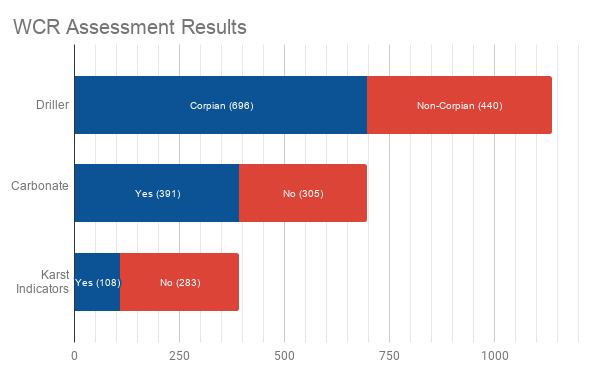 WCR Assessment Results
Driller
Corpian (696)
Non-Corpian (440)
Carbonate
Yes (391)
No (305)
Karst
Indicators
Yes (108)
No (283)
0
250
500
750
1000